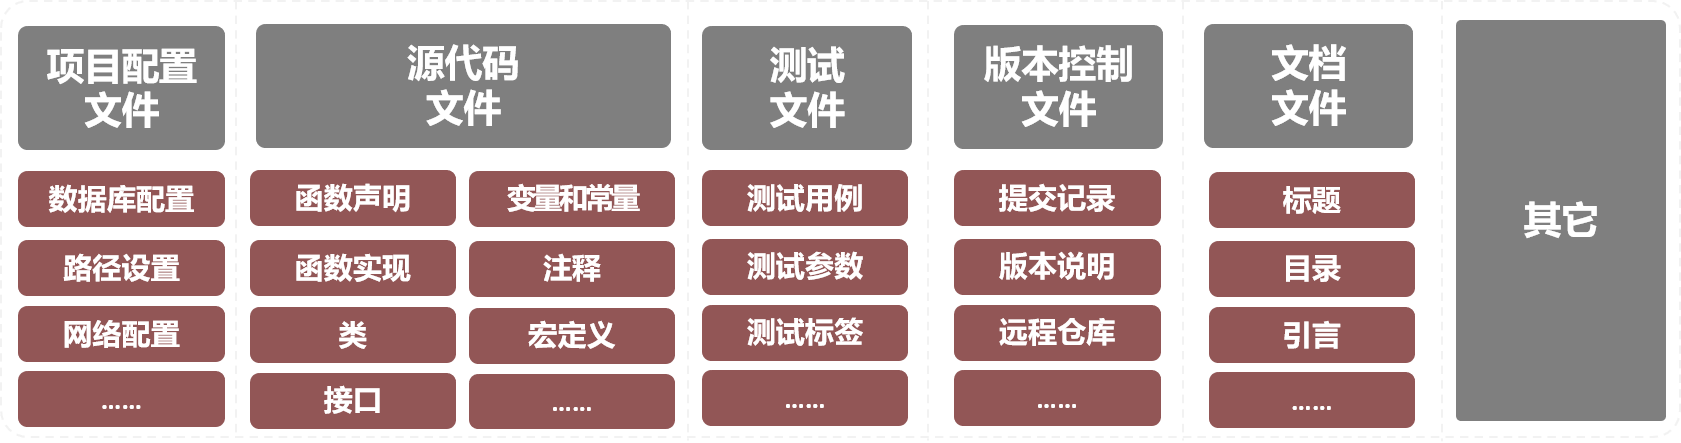 项目配置
文件
数据库配置
路径设置
网络配置
......
源代码
文件
函数声明
变量和常量
函数实现
注释
类
宏定义
接口
......
测试
文件
测试用例
测试参数
测试标签
......
版本控制
文件
提交记录
版本说明
远程仓库
......
文档
文件
标题
目录
引言
......
其它